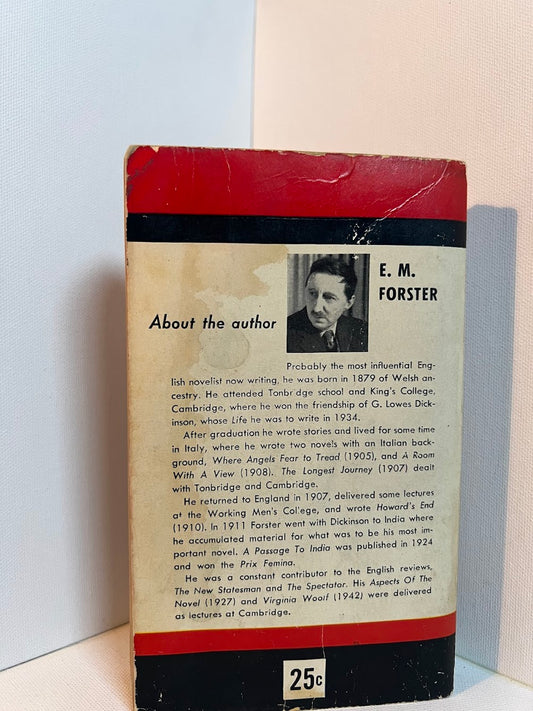 E. M.
FORSTER
About the author
Probably the most influential Eng-
lish novelist now writing, he was born in 1879 of Welsh an-
cestry. He attended Tonbridge school and King's College,
Cambridge, where he won the friendship of G. Lowes Dick-
inson, whose Life he was to write in 1934.
After graduation he wrote stories and lived for some time
in Italy, where he wrote two novels with an Italian back-
ground, Where Angels Fear to Tread (1905), and A Room
With A View (1908). The Longest Journey (1907) dealt
with Tonbridge and Cambridge.
He returned to England in 1907, delivered some lectures
at the Working Men's College, and wrote Howard's End
(1910). In 1911 Forster went with Dickinson to India where
he accumulated material for what was to be his most im-
portant novel. A Passage To India was published in 1924
and won the Prix Femina.
He was a constant contributor to the English reviews,
The New Statesman and The Spectator. His Aspects Of The
Novel (1927) and Virginia Woolf (1942) were delivered
as lectures at Cambridge.
25c